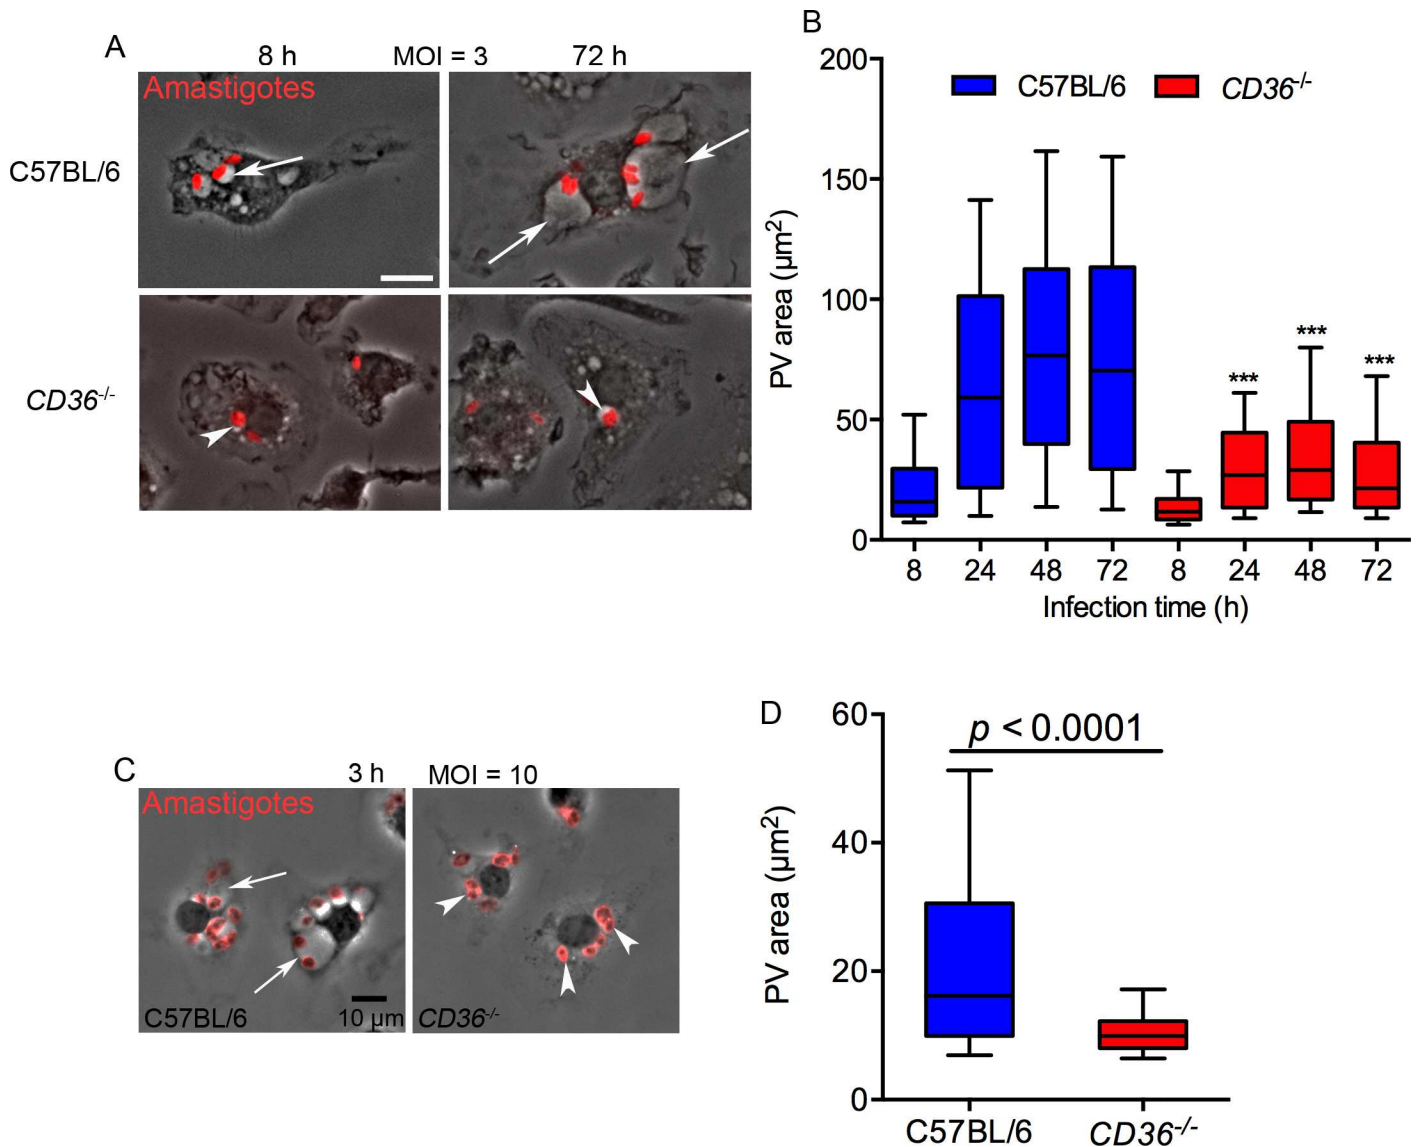 A
8 h MOI = 3 72 h
Amastigotes
C57BL/6
CD36-/-
B
200
150
100
50
0
PV area (µm2)
C57BL/6 CD36-/-
***
***
***
8 24 48 72 8 24 48 72
Infection time (h)
C
3 h MOI = 10
Amastigotes
C57BL/6
10 µm
CD36-/-
D
60
40
20
0
PV area (µm2)
p < 0.0001
C57BL/6 CD36-/-